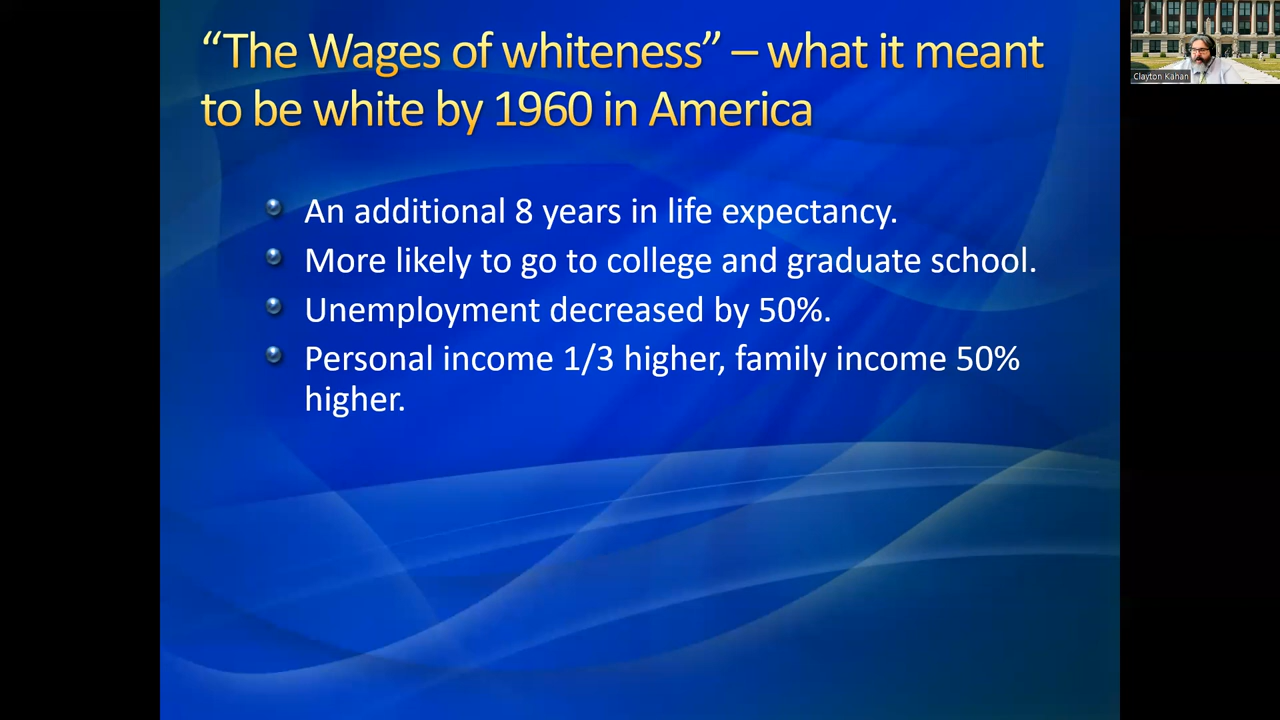 “The Wages of whiteness” – what it meant
to be white by 1960 in America
An additional 8 years in life expectancy.
More likely to go to college and graduate school.
Unemployment decreased by 50%.
Personal income 1/3 higher, family income 50%
higher.
Clayton Kahan